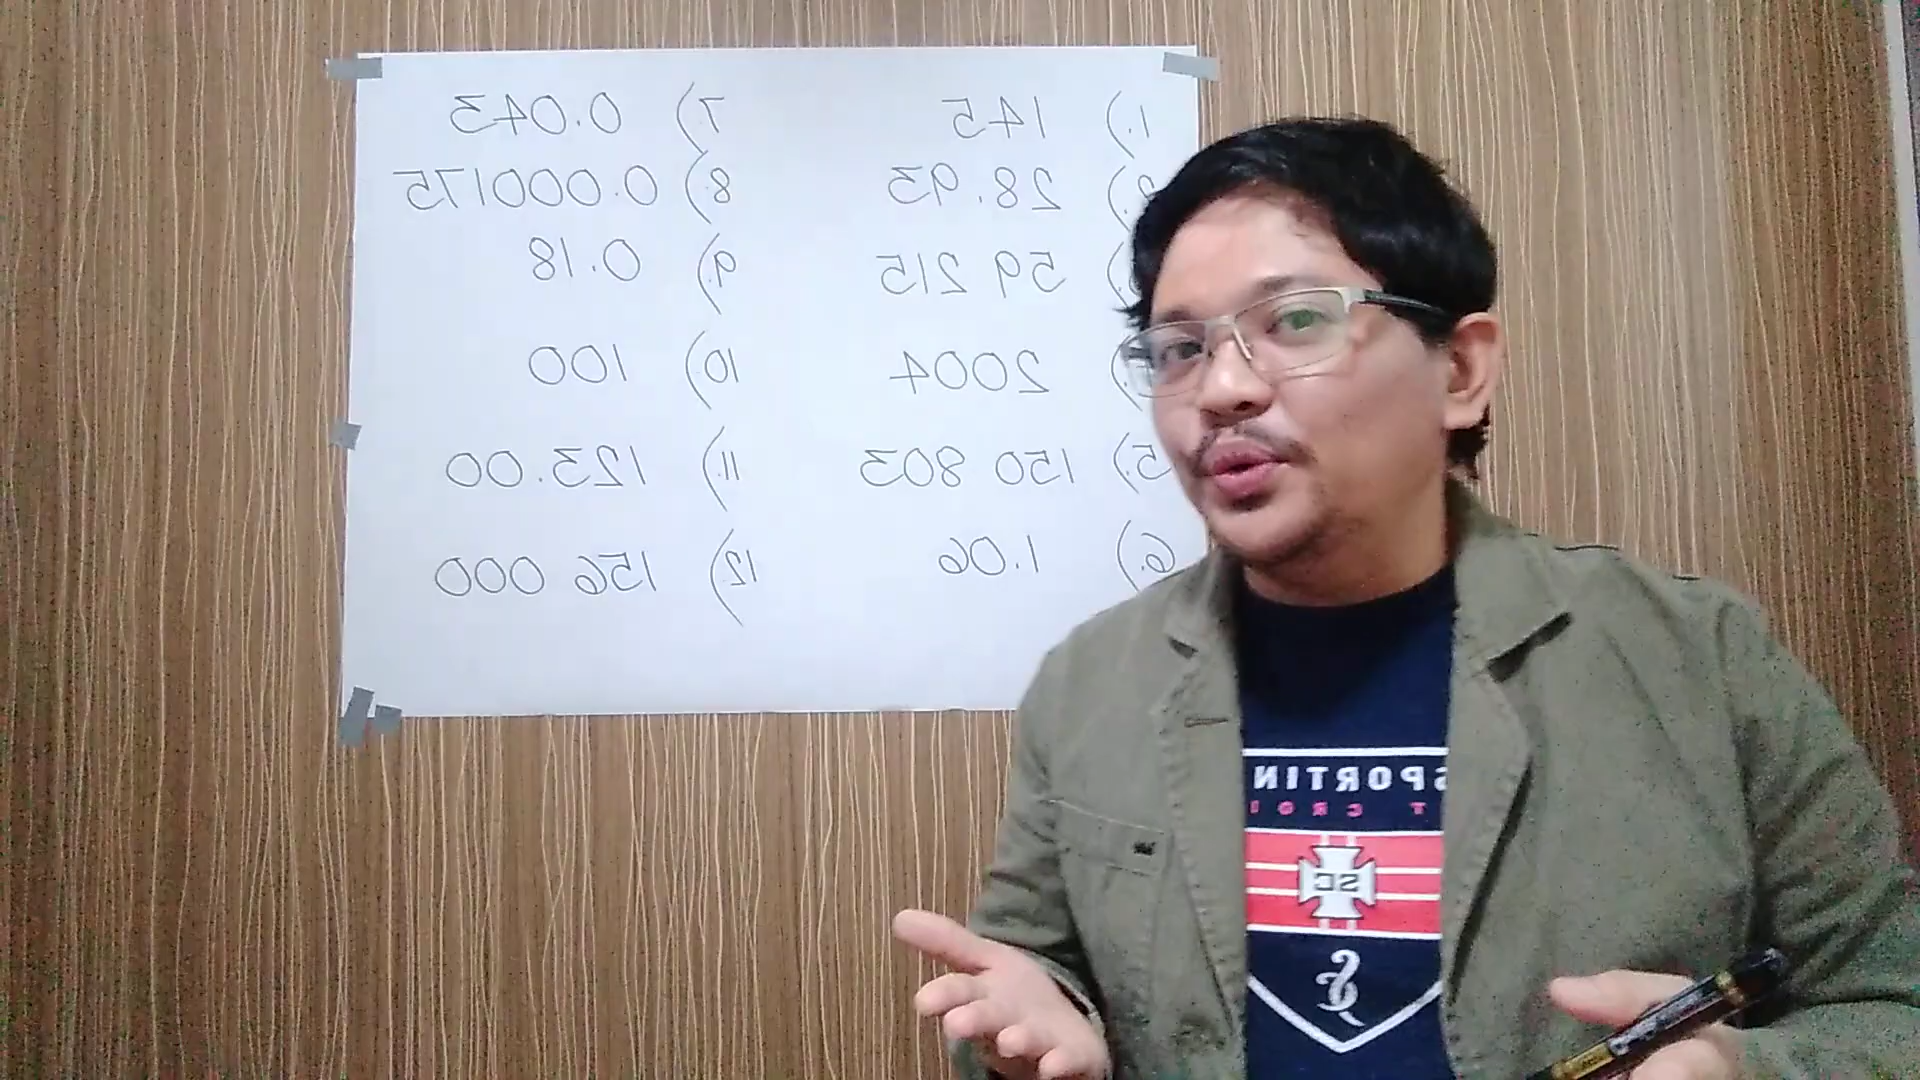 1.) 145
28.93
59 215
2004
5.) 150 803
6.) 1.06
7.) 0.043
8.) 0.000175
9.) 0.18
10.) 100
11.) 123.00
12.) 156 000
SPORTIN
SC